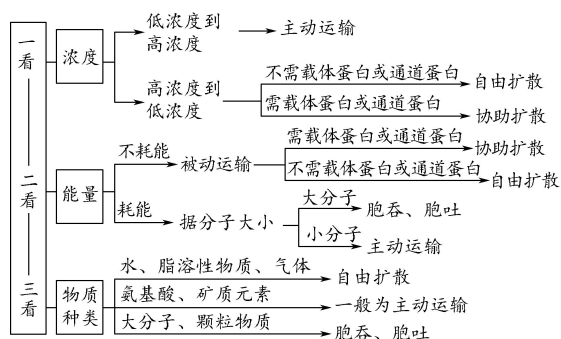 一看
浓度
低浓度到
高浓度
主动运输
高浓度到
低浓度
不需载体蛋白或通道蛋白
自由扩散
需载体蛋白或通道蛋白
协助扩散
二看
能量
不耗能
被动运输
需载体蛋白或通道蛋白
协助扩散
不需载体蛋白或通道蛋白
自由扩散
耗能
据分子大小
大分子
胞吞、胞吐
小分子
主动运输
三看
物质
种类
水、脂溶性物质、气体
自由扩散
氨基酸、矿质元素
一般为主动运输
大分子、颗粒物质
胞吞、胞吐